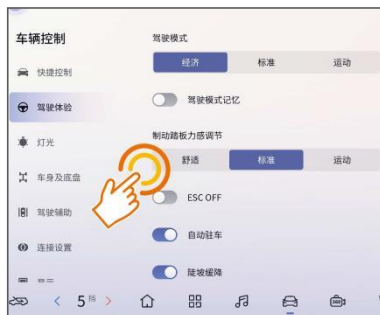 车辆控制
快捷控制
驾驶体验
灯光
车身及底盘
驾驶辅助
连接设置
驾驶模式
经济 标准 运动
驾驶模式记忆
制动踏板力感调节
舒适 标准 运动
ESC OFF
自动驻车
陡坡缓降
< 5挡 >